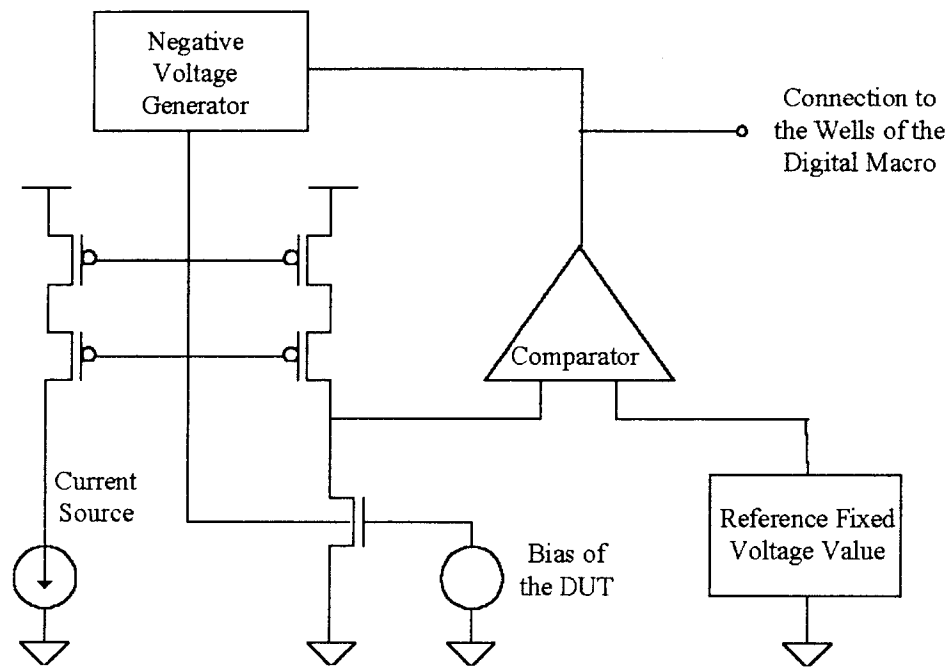 Negative
Voltage
Generator
Connection to
the Wells of the
Digital Macro
Comparator
Current
Source
Bias of
the DUT
Reference Fixed
Voltage Value